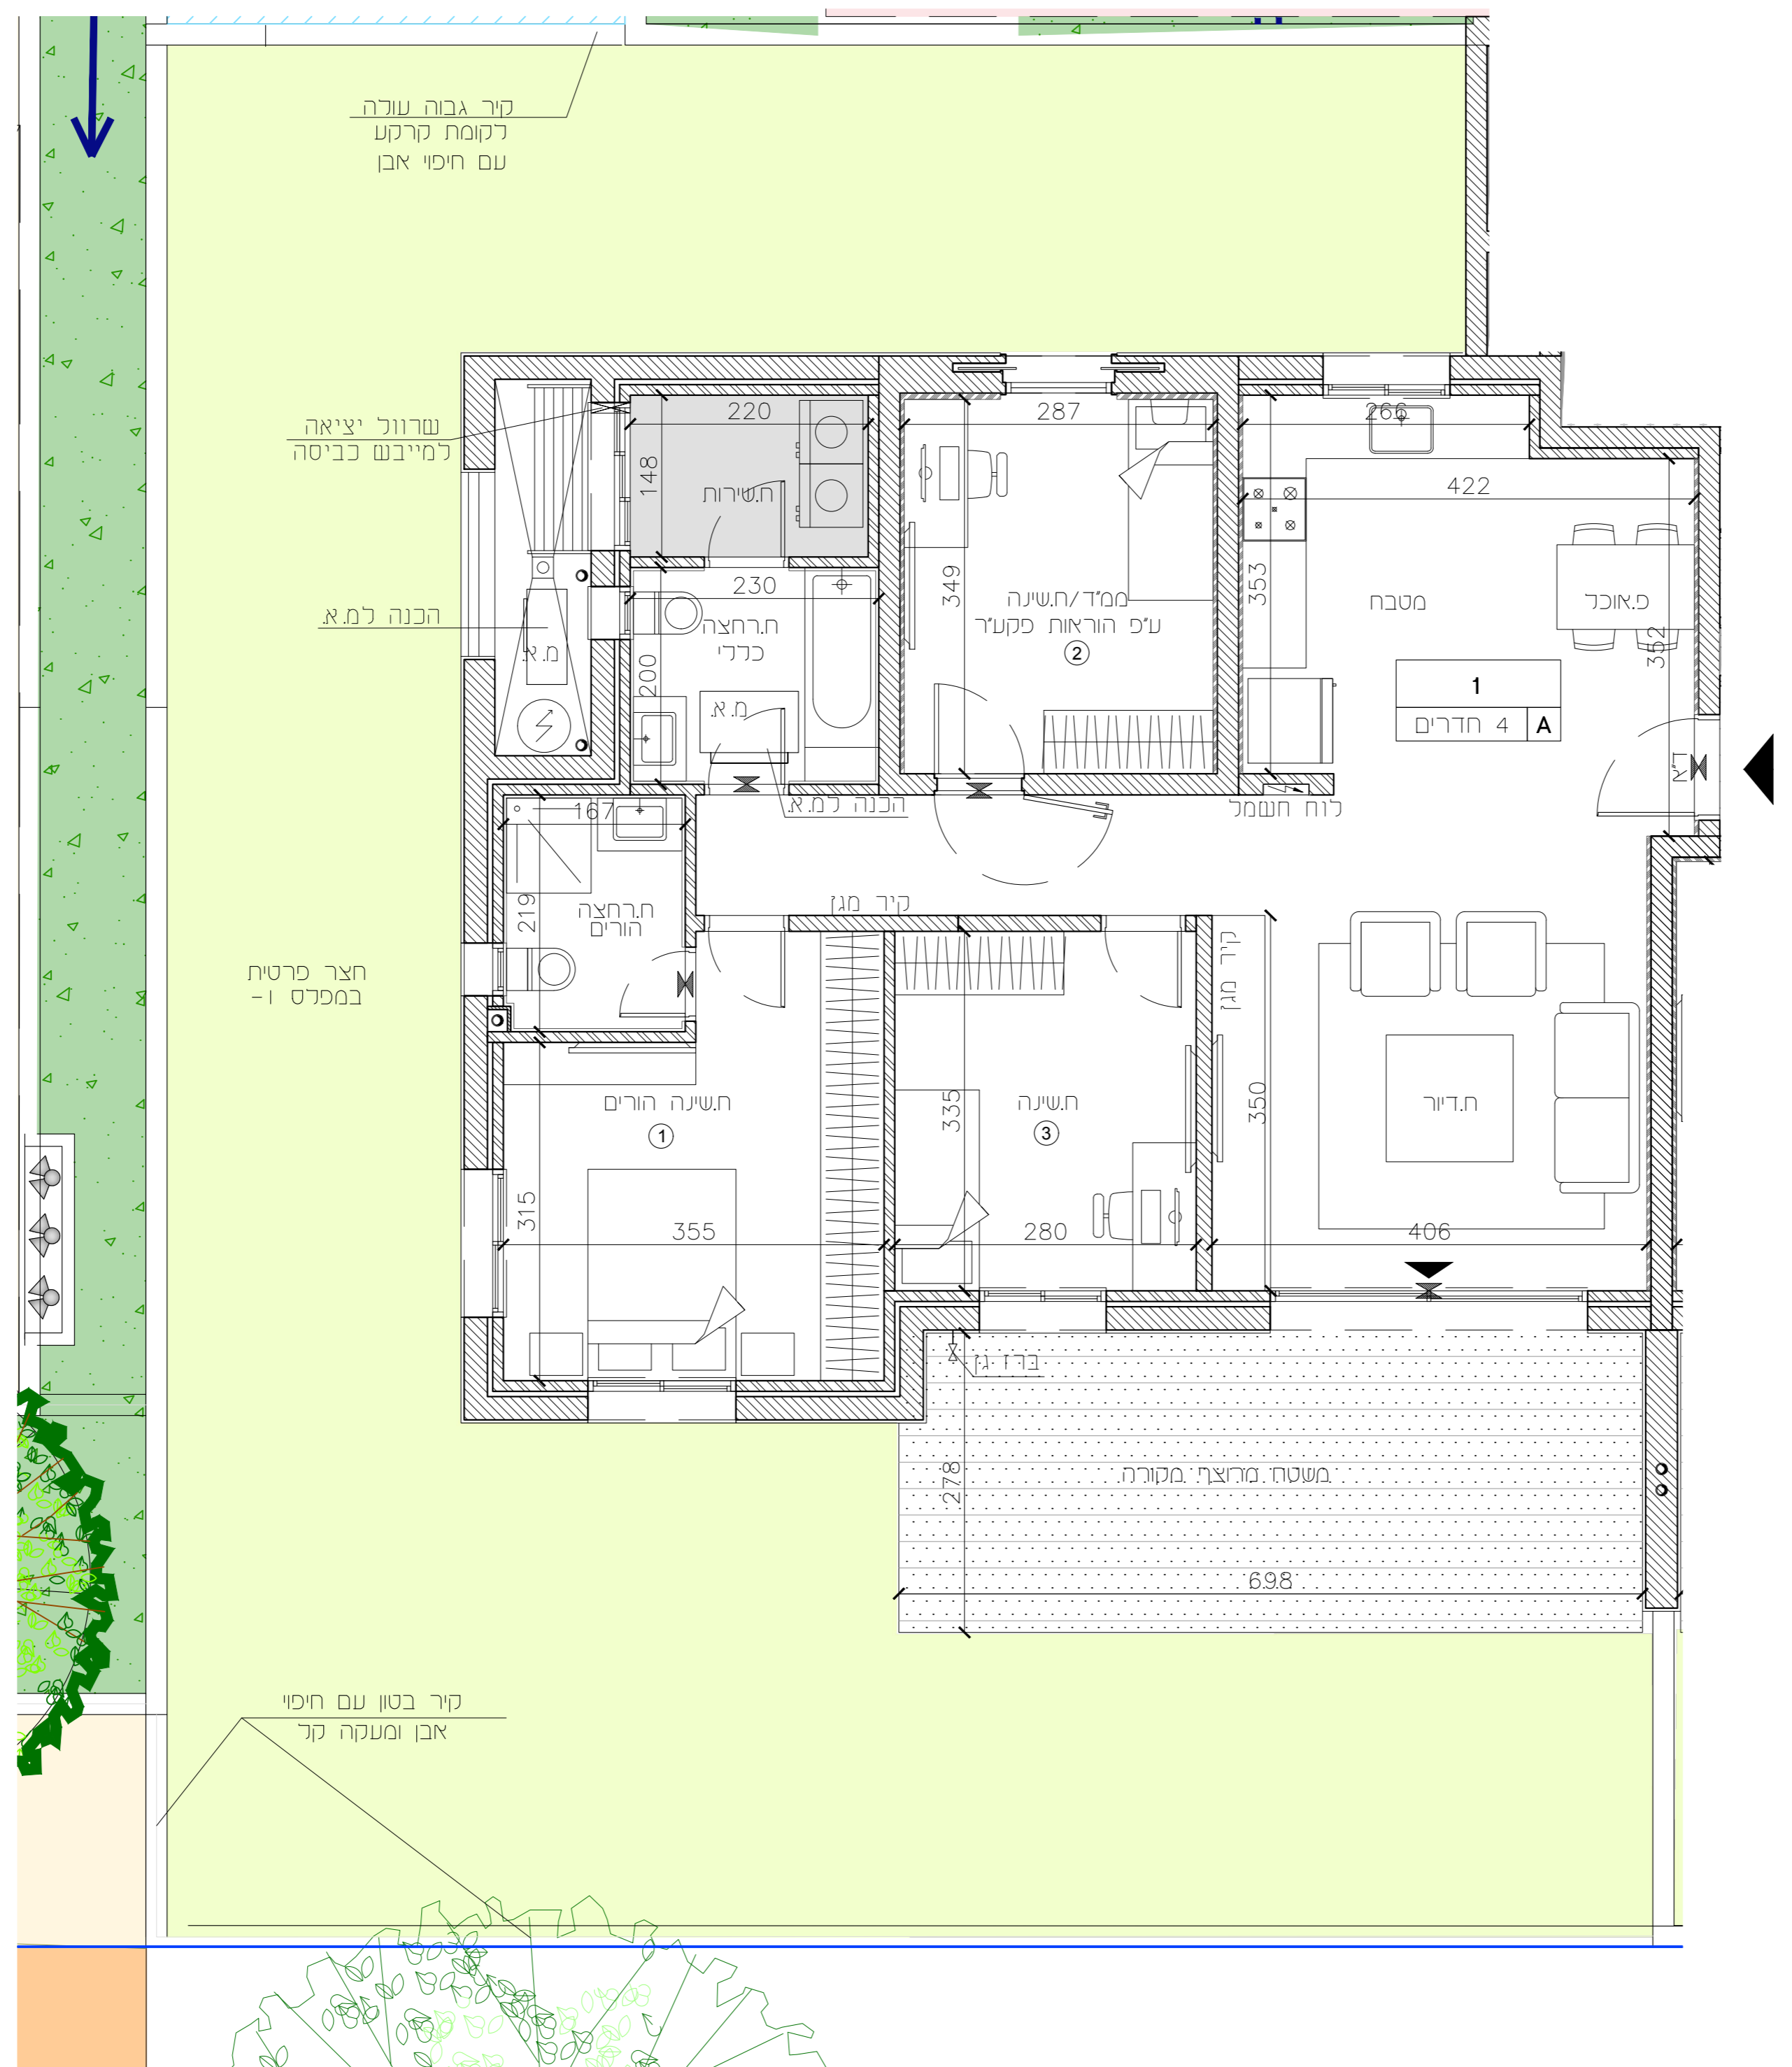 קיר גבוה עולה
לקומת קרקע
עם חיפוי אבן
שרוול יציאה
למייבש כביסה
220
148
ח.שירות
287
349
ממ"ד/ח.שינה
ע"פ הוראות פקע"ר
2
266
422
353
מטבח
פ.אוכל
352
1
4 חדרים
A
הכנה למ.א.
מ.א.
230
ח.רחצה
כללי
200
מ.א.
הכנה למ.א.
לוח חשמל
167
219
ח.רחצה
הורים
קיר מגן
קיר מגן
חצר פרטית
במפלס 1-
ח.שינה הורים
1
315
355
ח.שינה
3
335
280
ח.דיור
350
406
ברז גן
278
משטח מרוצף מקורה
698
קיר בטון עם חיפוי
אבן ומעקה קל